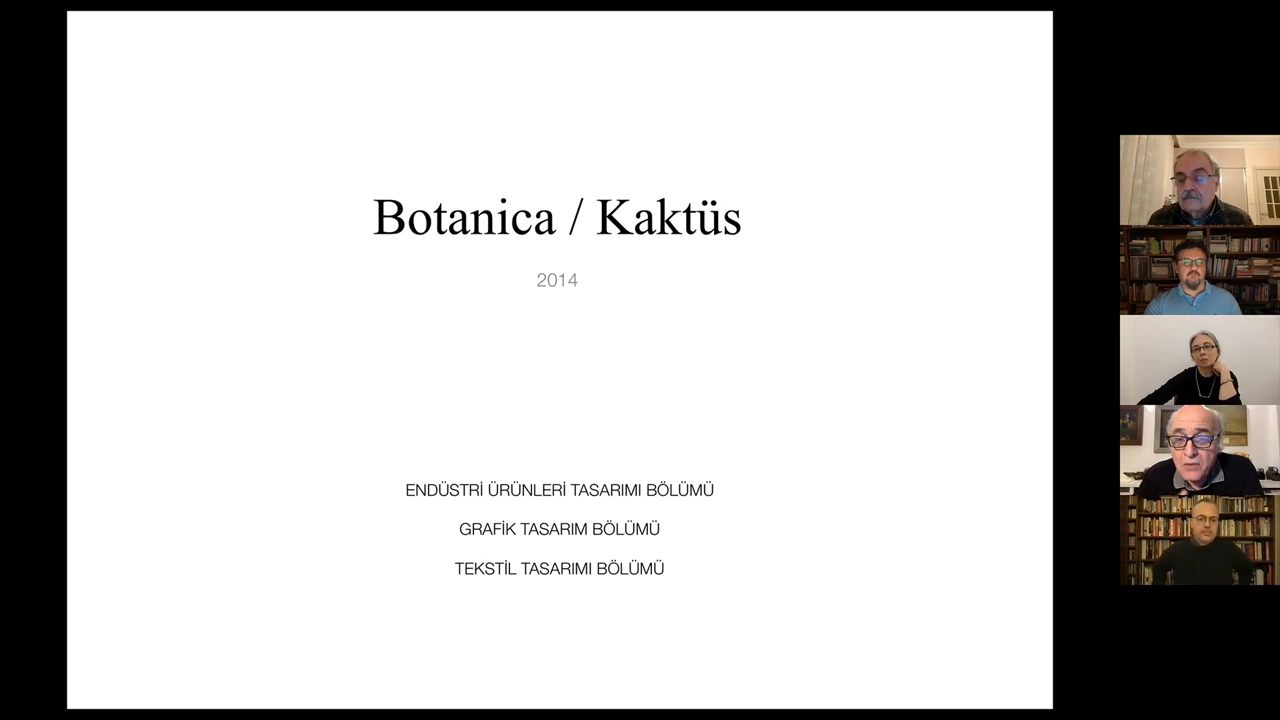 Botanica / Kaktüs
2014
ENDÜSTRİ ÜRÜNLERİ TASARIMI BÖLÜMÜ
GRAFİK TASARIM BÖLÜMÜ
TEKSTİL TASARIMI BÖLÜMÜ